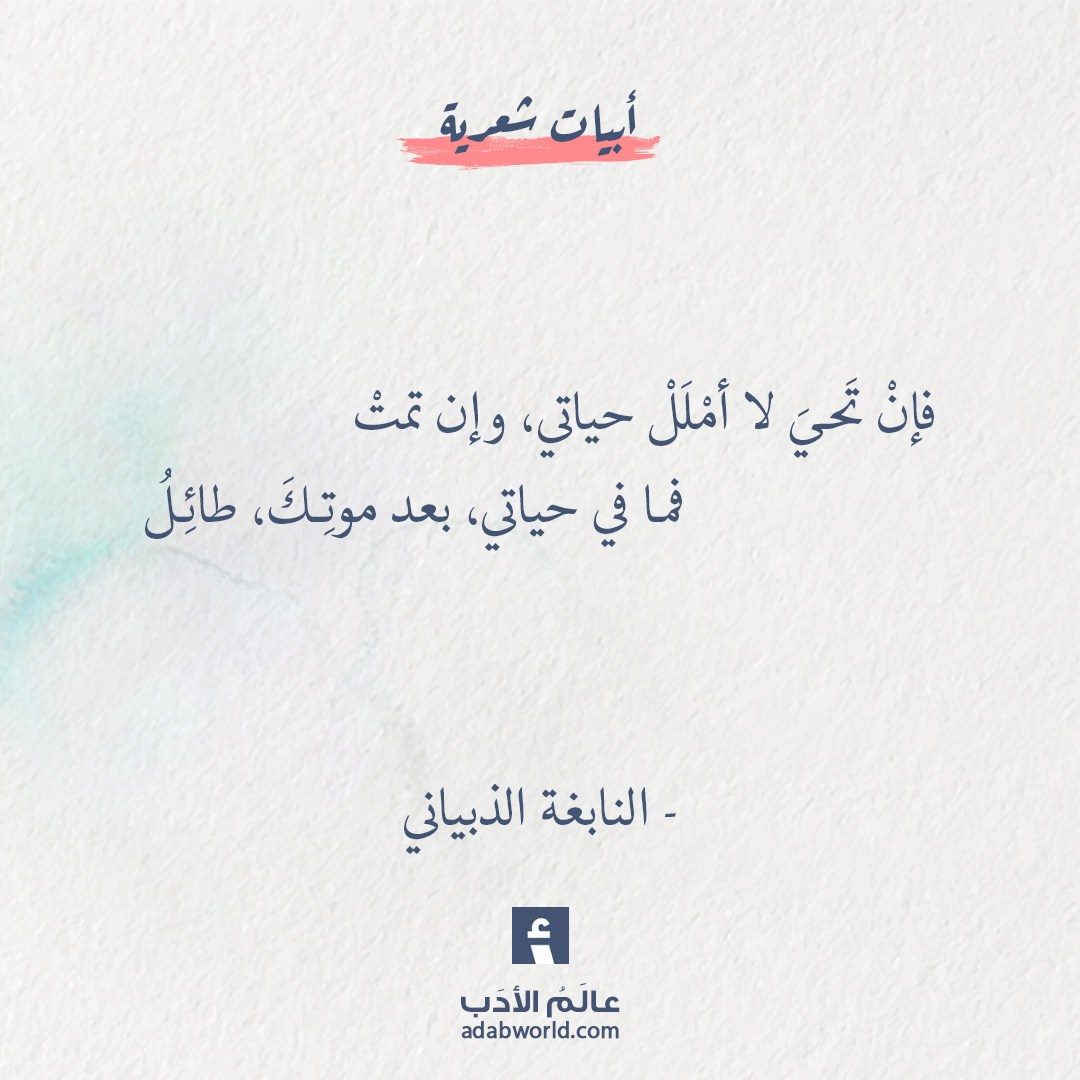 أبيات شعرية
فإنْ تَحيَ لا أمْلَلْ حياتي، وإن تمتْ
فما في حياتي، بعد موتِكَ، طائِلُ
- النابغة الذبياني
أ
عالَمُ الأدَب
adabworld.com